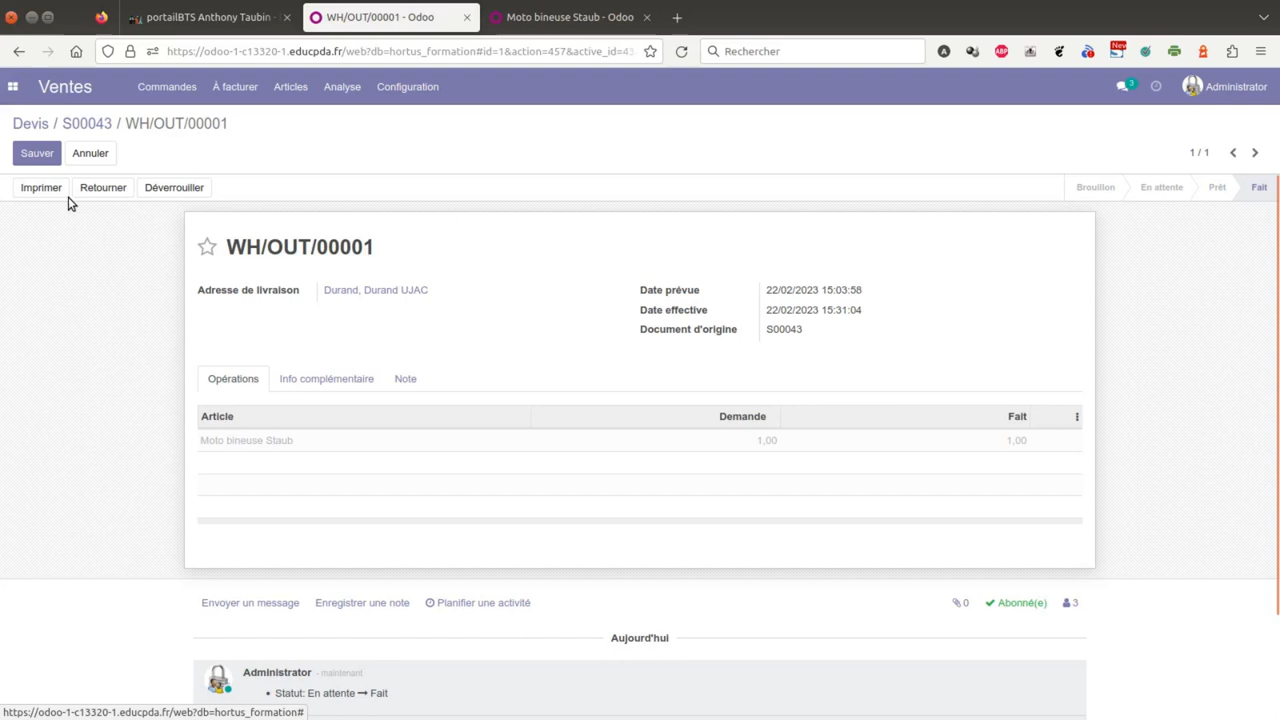 portailBTS Anthony Taubin
WH/OUT/00001 - Odoo
Moto bineuse Staub - Odoo
https://odoo-1-c13320-1.educpda.fr/web?db=hortus_formation#id=1&action=457&active_id=43
Rechercher
New
Ventes
Commandes
À facturer
Articles
Analyse
Configuration
3
Administrator
Devis / S00043 / WH/OUT/00001
Sauver
Annuler
1 / 1
Imprimer
Retourner
Déverrouiller
Brouillon
En attente
Prêt
Fait
WH/OUT/00001
Adresse de livraison
Durand, Durand UJAC
Date prévue
22/02/2023 15:03:58
Date effective
22/02/2023 15:31:04
Document d'origine
S00043
Opérations
Info complémentaire
Note
Article
Demande
Fait
Moto bineuse Staub
1,00
1,00
Envoyer un message
Enregistrer une note
Planifier une activité
0
Abonné(e)
3
Aujourd'hui
Administrator - maintenant
• Statut: En attente → Fait
https://odoo-1-c13320-1.educpda.fr/web?db=hortus_formation#